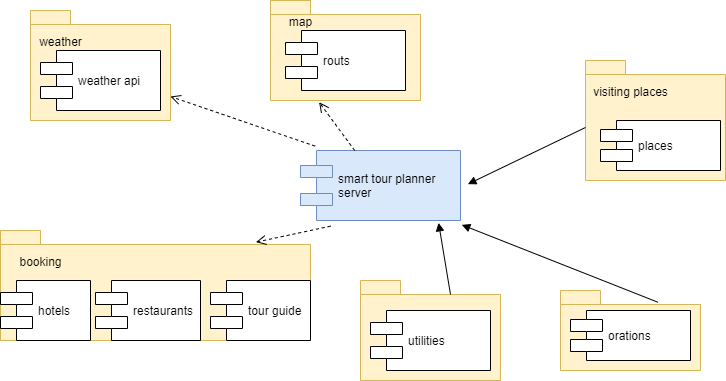 map
weather
routs
weather api
visiting places
places
smart tour planner
server
booking
hotels
restaurants
tour guide
utilities
orations